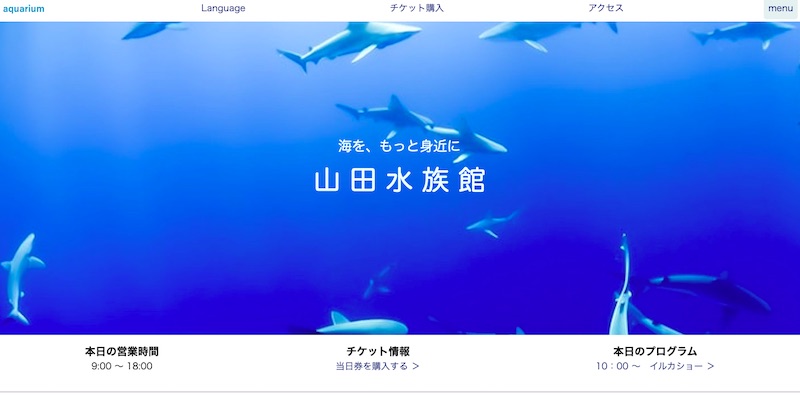 aquarium
Language
チケット購入
アクセス
menu
海を、もっと身近に
山田水族館
本日の営業時間
9:00 〜 18:00
チケット情報
当日券を購入する ＞
本日のプログラム
10：00 〜　イルカショー ＞